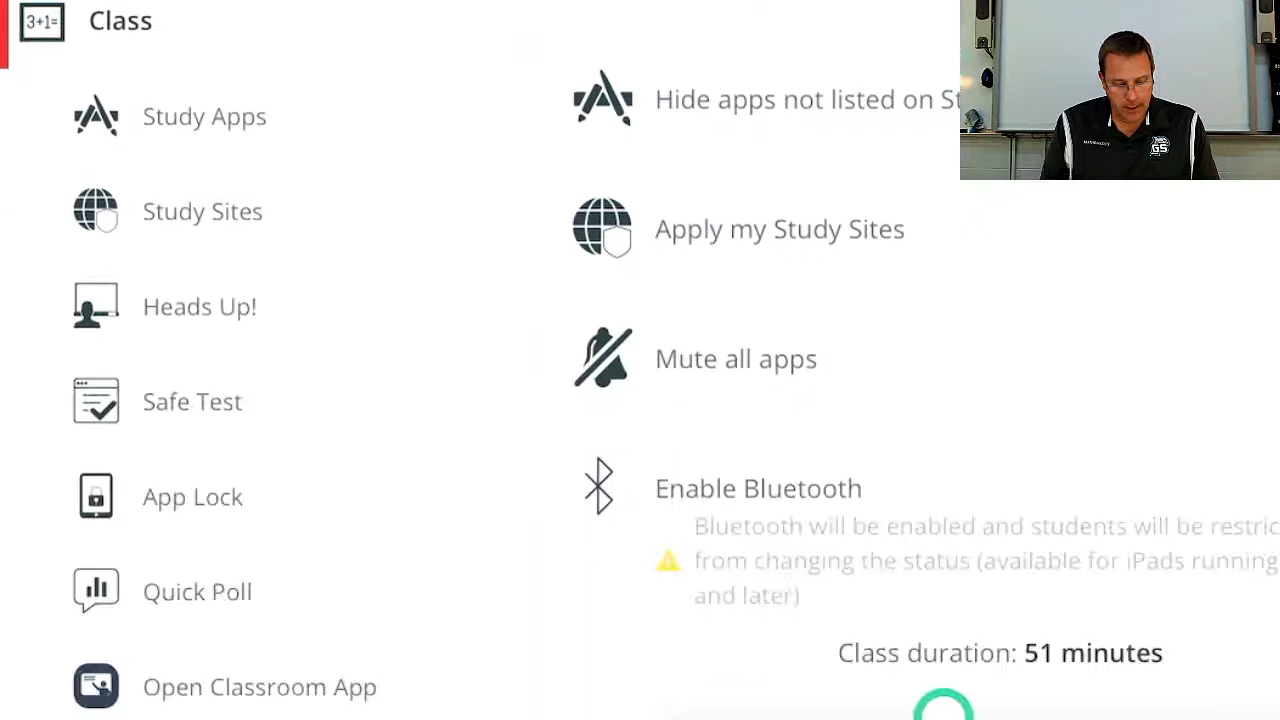 3+1=
Class
Study Apps
Study Sites
Heads Up!
Safe Test
App Lock
Quick Poll
Open Classroom App
Hide apps not listed on
Apply my Study Sites
Mute all apps
Enable Bluetooth
Bluetooth will be enabled and students will be
from changing the status (available for iPads running
and later)
Class duration: 51 minutes
GS